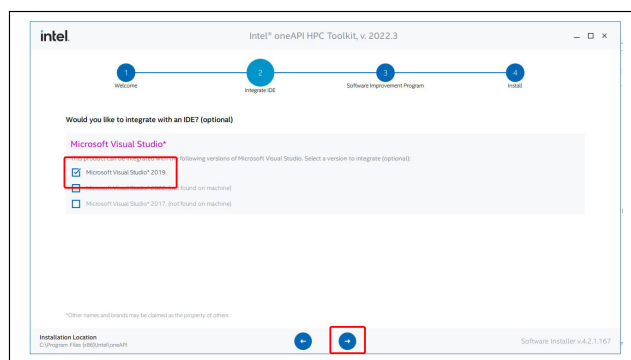 intel.
Intel® oneAPI HPC Toolkit, v. 2022.3
1
2
3
4
Welcome
Integrate IDE
Software Improvement Program
Install
Would you like to integrate with an IDE? (optional)
Microsoft Visual Studio*
This product can be integrated with the following versions of Microsoft Visual Studio. Select a version to integrate (optional):
Microsoft Visual Studio* 2019.
Microsoft Visual Studio* 2022: (not found on machine)
Microsoft Visual Studio* 2017: (not found on machine)
*Other names and brands may be claimed as the property of others
Installation Location
C:\Program Files (x86)\Intel\oneAPI
Software Installer v.4.2.1.167